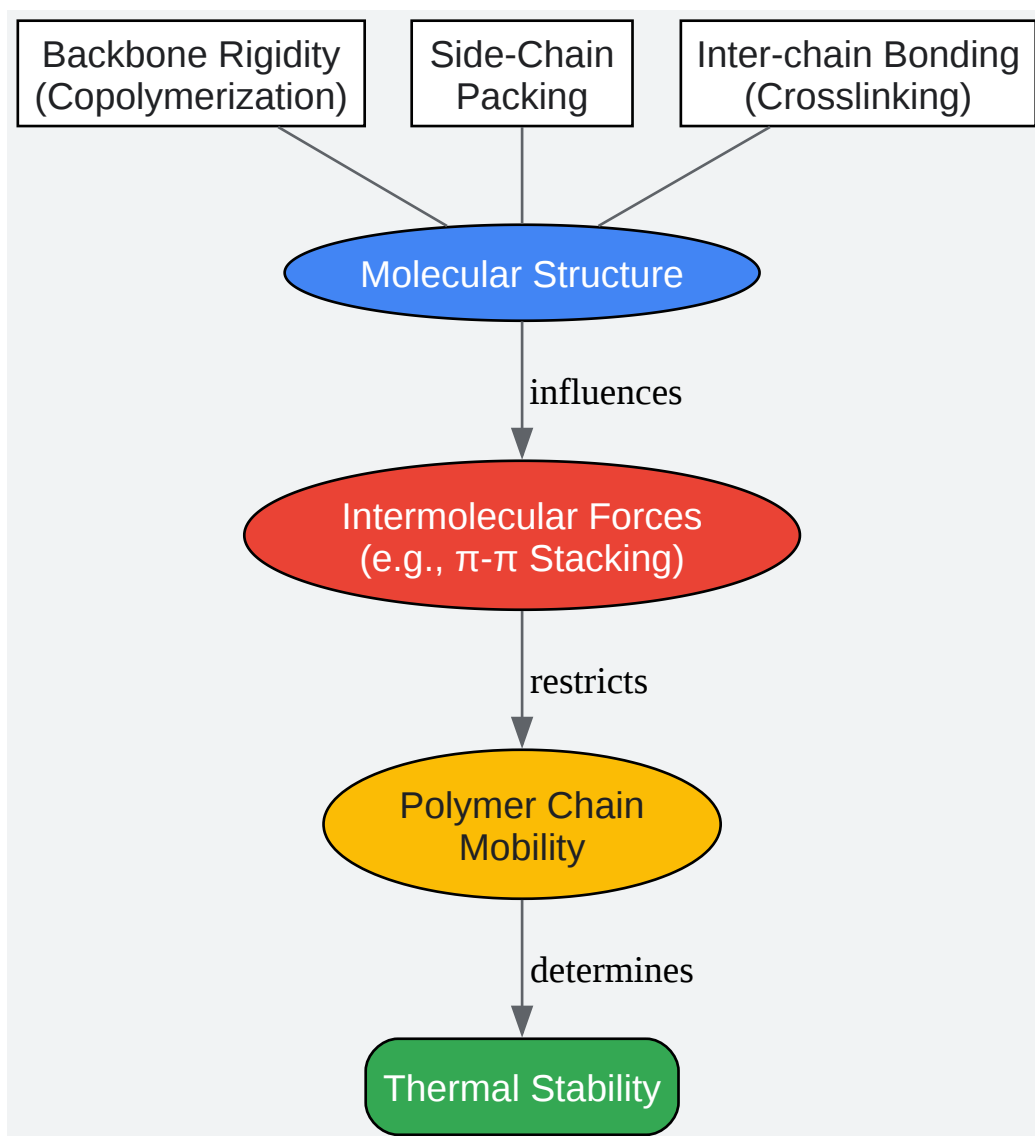 Backbone Rigidity
(Copolymerization)
Side-Chain
Packing
Inter-chain Bonding
(Crosslinking)
Molecular Structure
influences
Intermolecular Forces
(e.g., π-π Stacking)
restricts
Polymer Chain
Mobility
determines
Thermal Stability